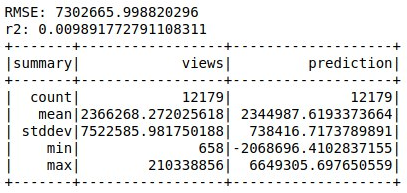 RMSE: 7302665.998820296
r2: 0.009891772791108311
+-------+------------------+-------------------+
|summary|             views|         prediction|
+-------+------------------+-------------------+
|  count|             12179|              12179|
|   mean|2366268.272025618|  2344987.6193373664|
| stddev|7522585.981750188|   738416.7173789891|
|    min|               658|-2068696.4102837155|
|    max|         210338856|  6649305.697650559|
+-------+------------------+-------------------+